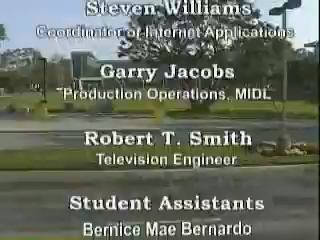 Steven Williams
Coordinator of Internet Applications
Garry Jacobs
Production Operations, MIDL
Robert T. Smith
Television Engineer
Student Assistants
Bernice Mae Bernardo